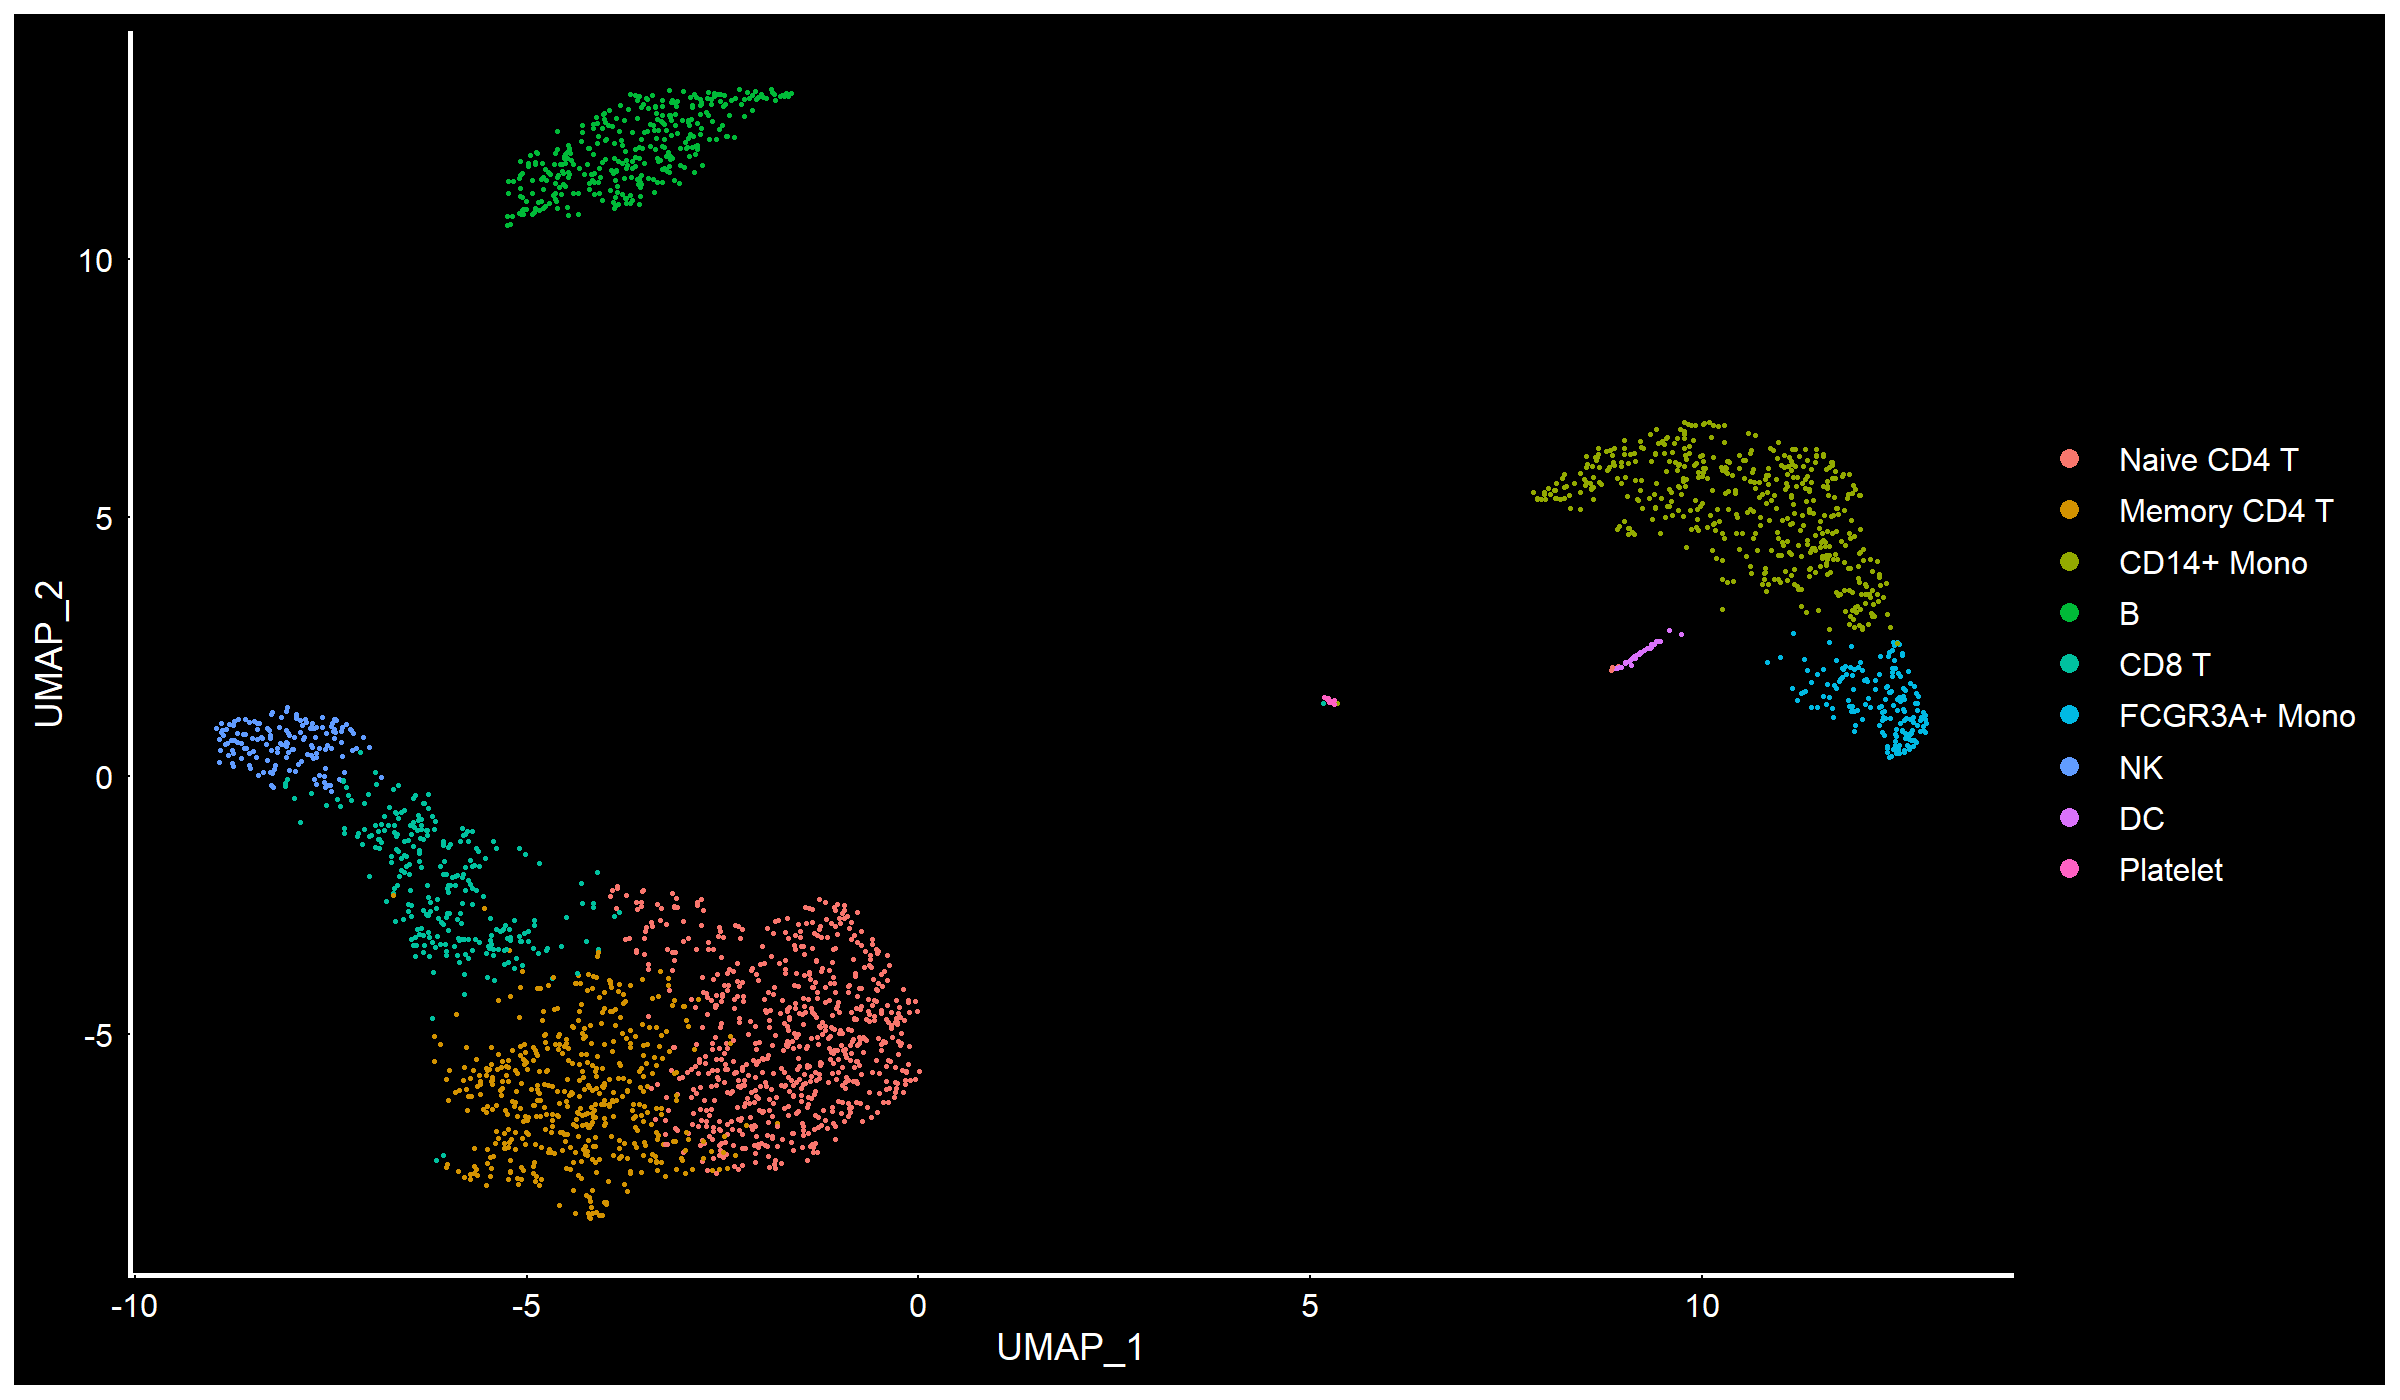 10
5
0
-5
UMAP_2
-10
-5
0
5
10
UMAP_1
Naive CD4 T
Memory CD4 T
CD14+ Mono
B
CD8 T
FCGR3A+ Mono
NK
DC
Platelet